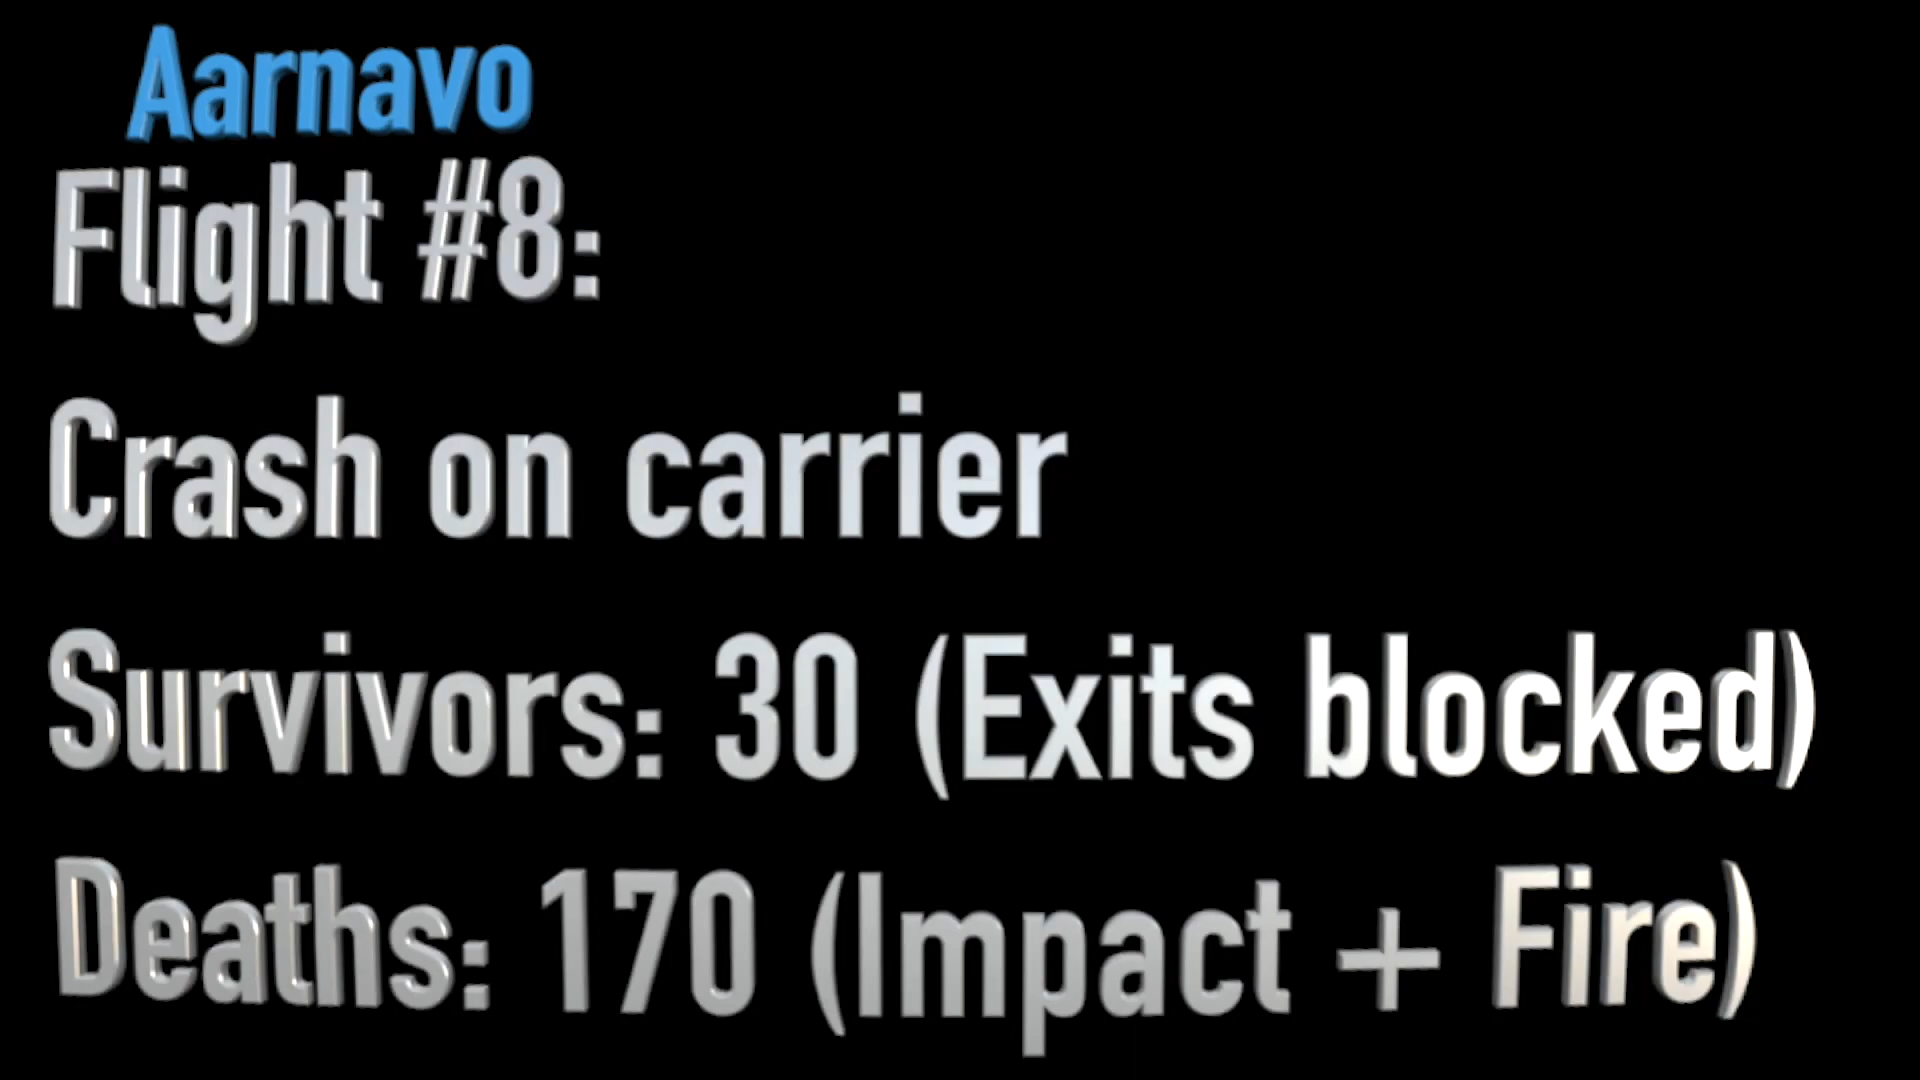 Aarnavo
Flight #8:
Crash on carrier
Survivors: 30 (Exits blocked)
Deaths: 170 (Impact + Fire)